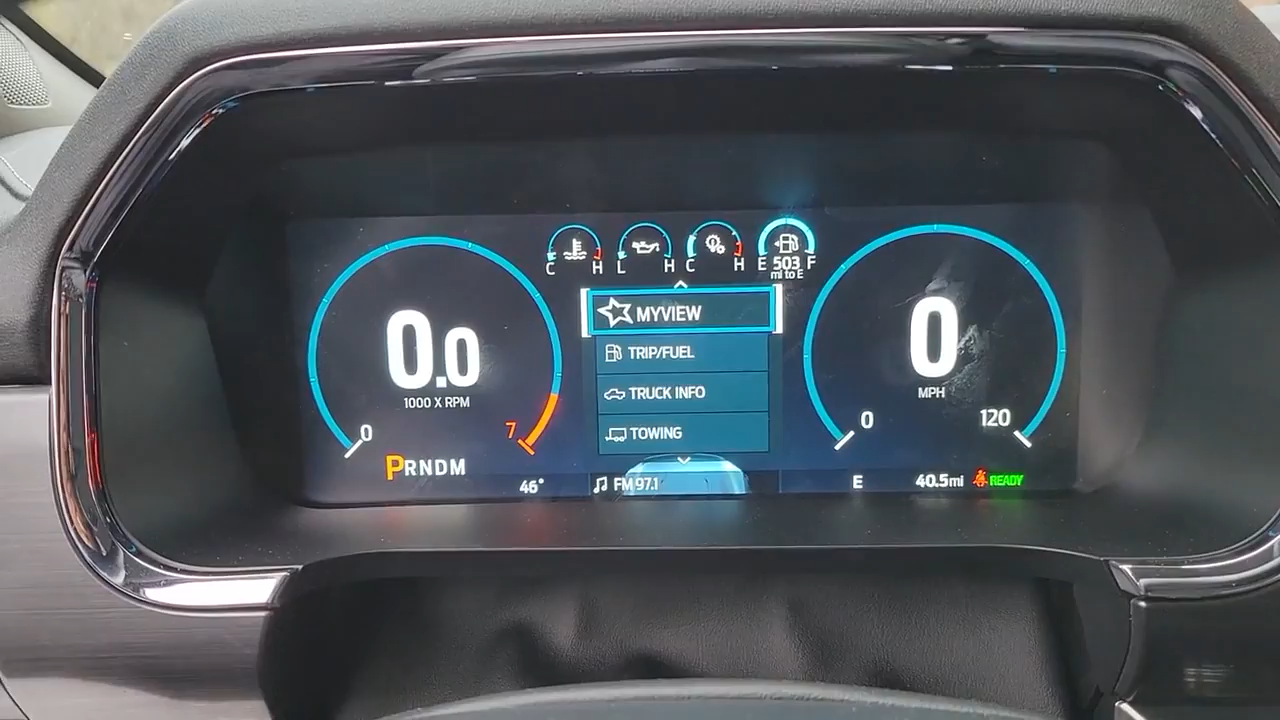 C H
L H
C H
E 503 F
mi to E
MYVIEW
TRIP/FUEL
TRUCK INFO
TOWING
0.0
1000 X RPM
0
7
PRNDM
46°
FM 97.1
0
MPH
0
120
E
40.5mi
READY